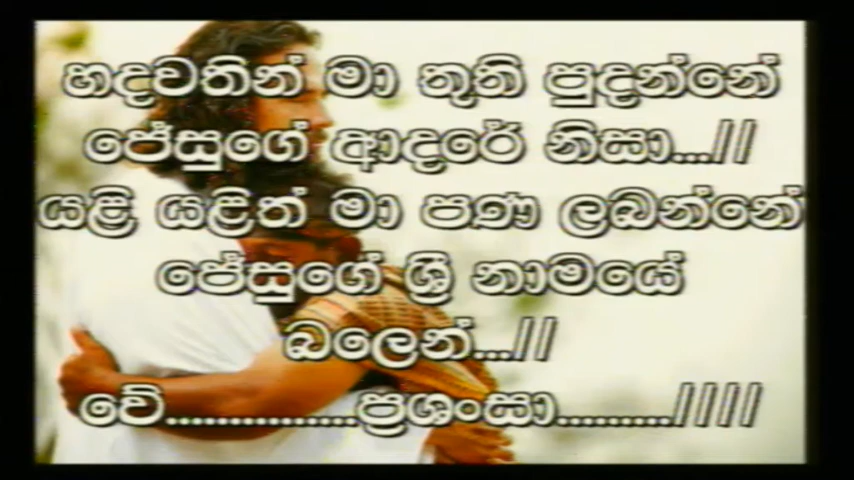 හදවතින් මා තුති පුදන්නේ
ජේසුගේ ආදරේ නිසා...//
යළි යළිත් මා පණ ලබන්නේ
ජේසුගේ ශ්‍රී නාමයේ
බලෙන්...//
වේ...............ප්‍රශංසා.........////